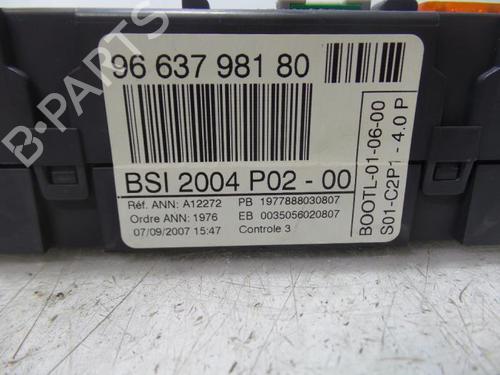 96 637 981 80
BSI 2004 P02 - 00
Réf. ANN: A12272 PB 1977888030807
Ordre ANN: 1976 EB 0035056020807
07/09/2007 15:47 Controle 3
BOOTL-01-06-00
S01-C2P1 - 4.0 P
B-PARTS